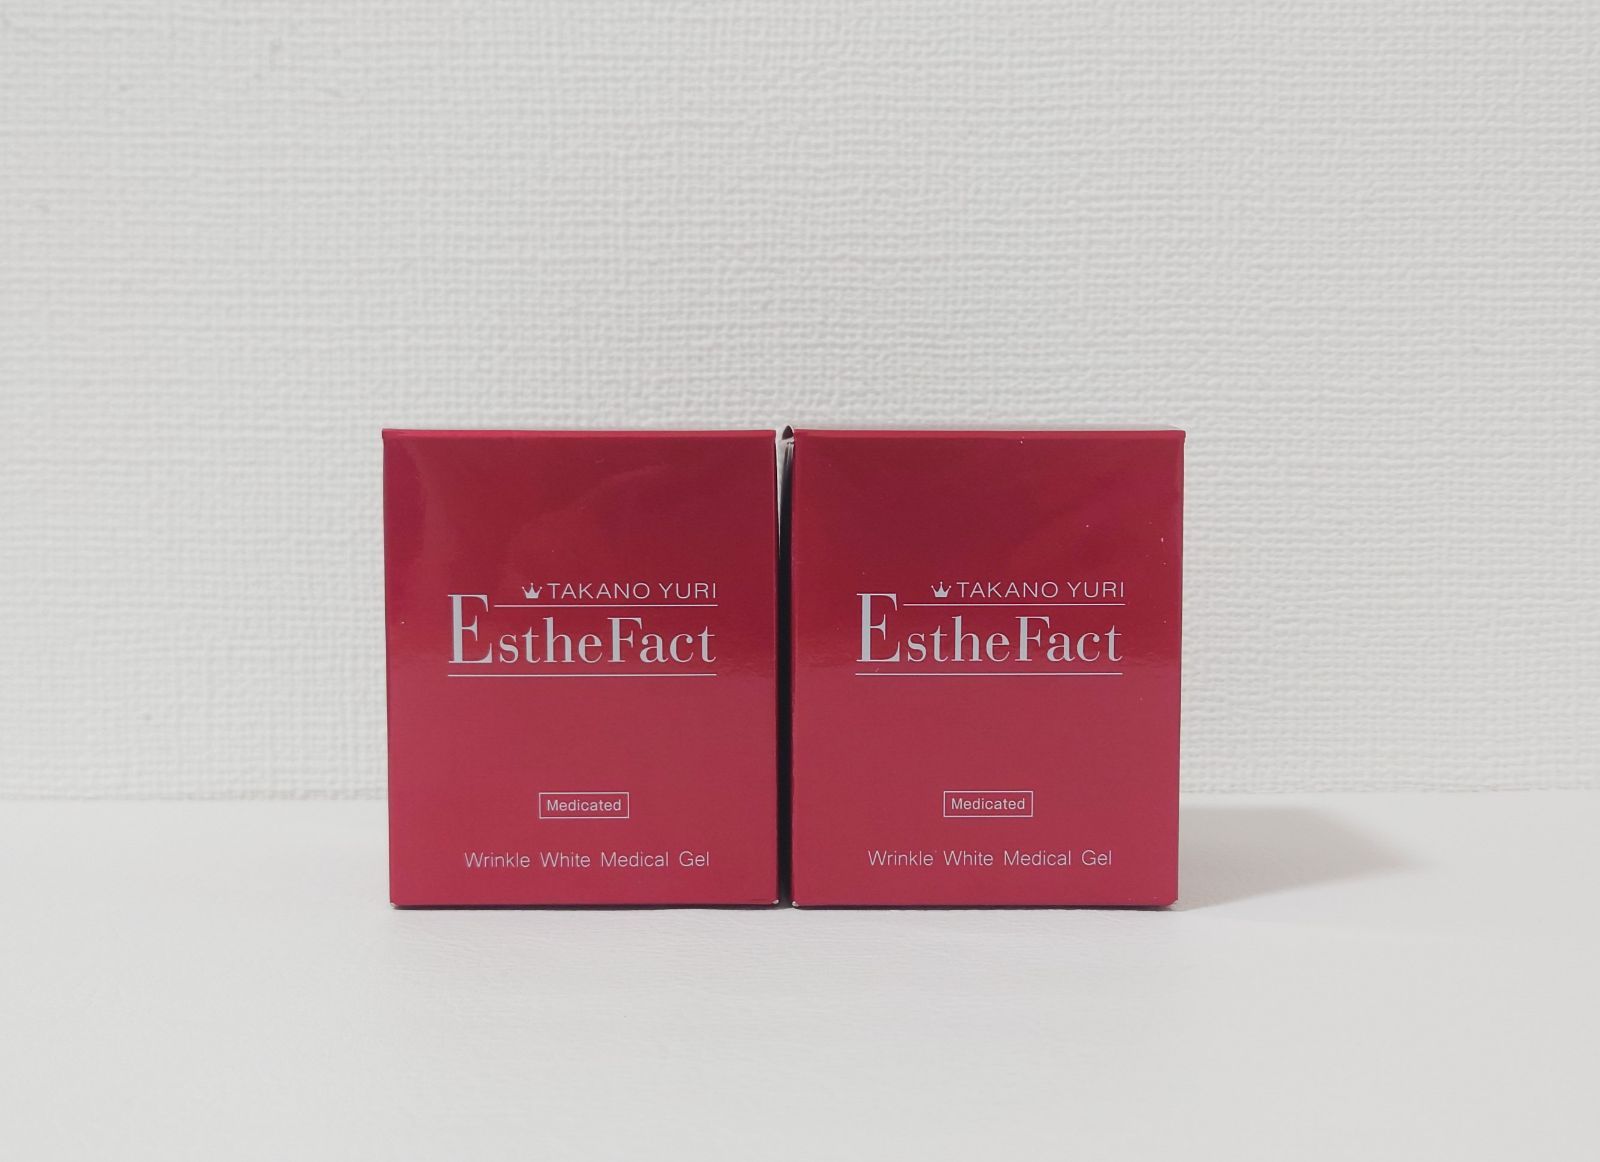 TAKANO YURI
EstheFact
Medicated
Wrinkle White Medical Gel
TAKANO YURI
EstheFact
Medicated
Wrinkle White Medical Gel